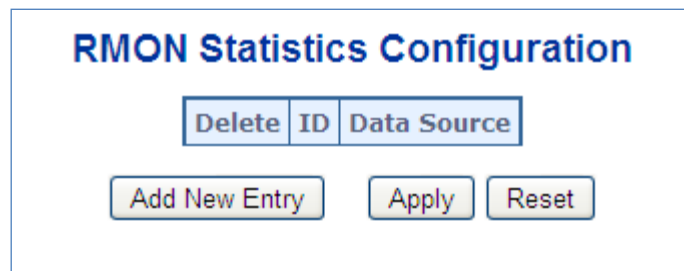 RMON Statistics Configuration
Delete ID Data Source
Add New Entry Apply Reset